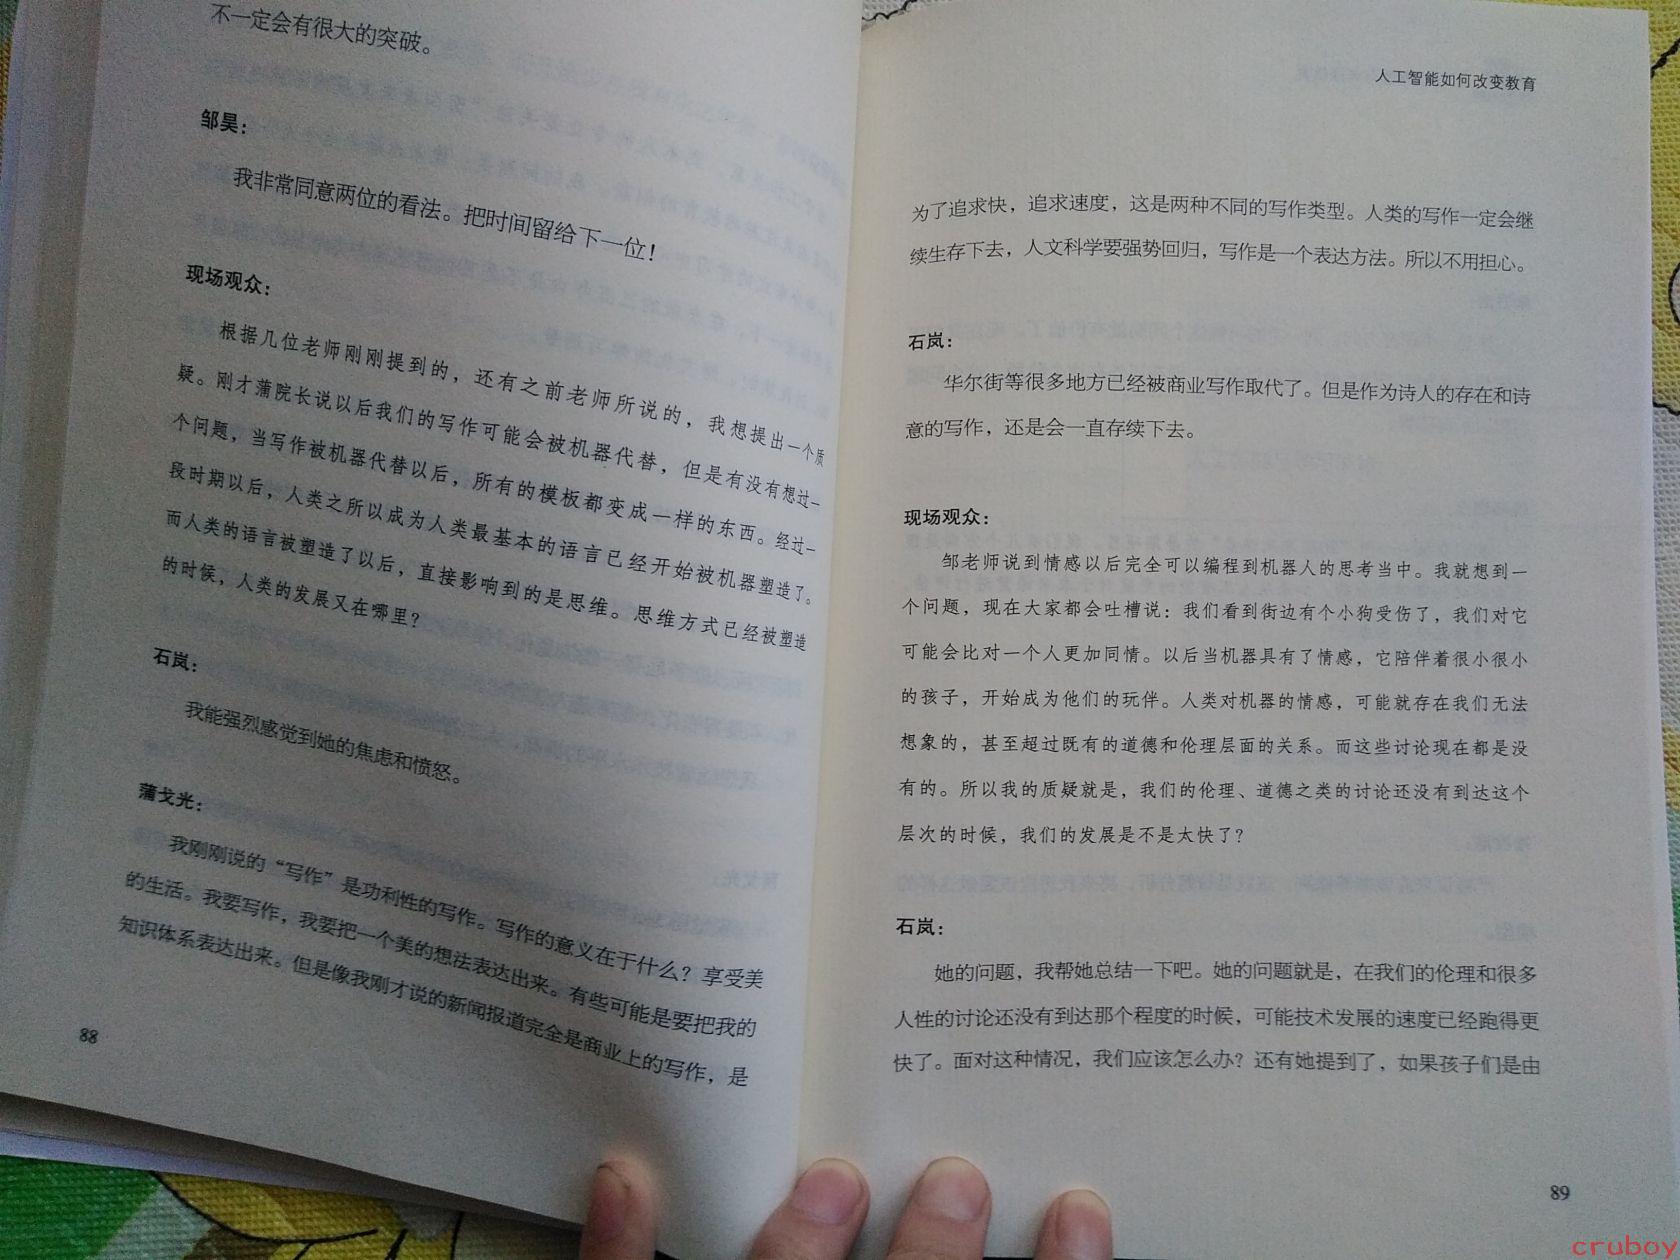 不一定会有很大的突破。
邹昊：
我非常同意两位的看法。把时间留给下一位！
现场观众：
根据几位老师刚刚提到的，还有之前老师所说的，我想提出一个质
疑。刚才蒲院长说以后我们的写作可能会被机器代替，但是有没有想过一
个问题，当写作被机器代替以后，所有的模板都变成一样的东西。经过一
段时期以后，人类之所以成为人类最基本的语言已经开始被机器塑造了。
而人类的语言被塑造了以后，直接影响到的是思维。思维方式已经被塑造
的时候，人类的发展又在哪里？
石岚：
我能强烈感觉到她的焦虑和愤怒。
蒲戈光：
我刚刚说的“写作”是功利性的写作。写作的意义在于什么？享受美
的生活。我要写作，我要把一个美的想法表达出来。有些可能是要把我的
知识体系表达出来。但是像我刚才说的新闻报道完全是商业上的写作，是
88
人工智能如何改变教育
为了追求快，追求速度，这是两种不同的写作类型。人类的写作一定会继
续生存下去，人文科学要强势回归，写作是一个表达方法。所以不用担心。
石岚：
华尔街等很多地方已经被商业写作取代了。但是作为诗人的存在和诗
意的写作，还是会一直存续下去。
现场观众：
邹老师说到情感以后完全可以编程到机器人的思考当中。我就想到一
个问题，现在大家都会吐槽说：我们看到街边有个小狗受伤了，我们对它
可能会比对一个人更加同情。以后当机器具有了情感，它陪伴着很小很小
的孩子，开始成为他们的玩伴。人类对机器的情感，可能就存在我们无法
想象的，甚至超过既有的道德和伦理层面的关系。而这些讨论现在都是没
有的。所以我的质疑就是，我们的伦理、道德之类的讨论还没有到达这个
层次的时候，我们的发展是不是太快了？
石岚：
她的问题，我帮她总结一下吧。她的问题就是，在我们的伦理和很多
人性的讨论还没有到达那个程度的时候，可能技术发展的速度已经跑得更
快了。面对这种情况，我们应该怎么办？还有她提到了，如果孩子们是由
89
cruboy